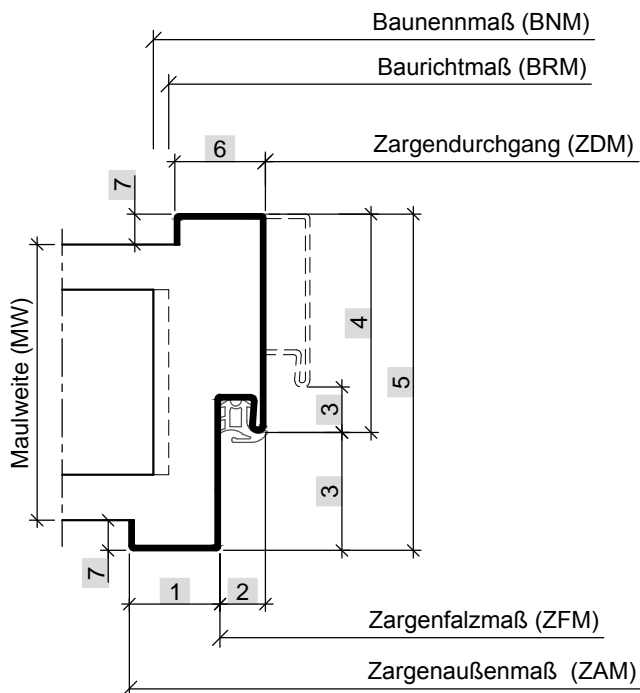 Baunennmaß (BNM)
Baurichtmaß (BRM)
6
Zargendurchgang (ZDM)
7
Maulweite (MW)
4
5
3
3
7
1
2
Zargenfalzmaß (ZFM)
Zargenaußenmaß (ZAM)